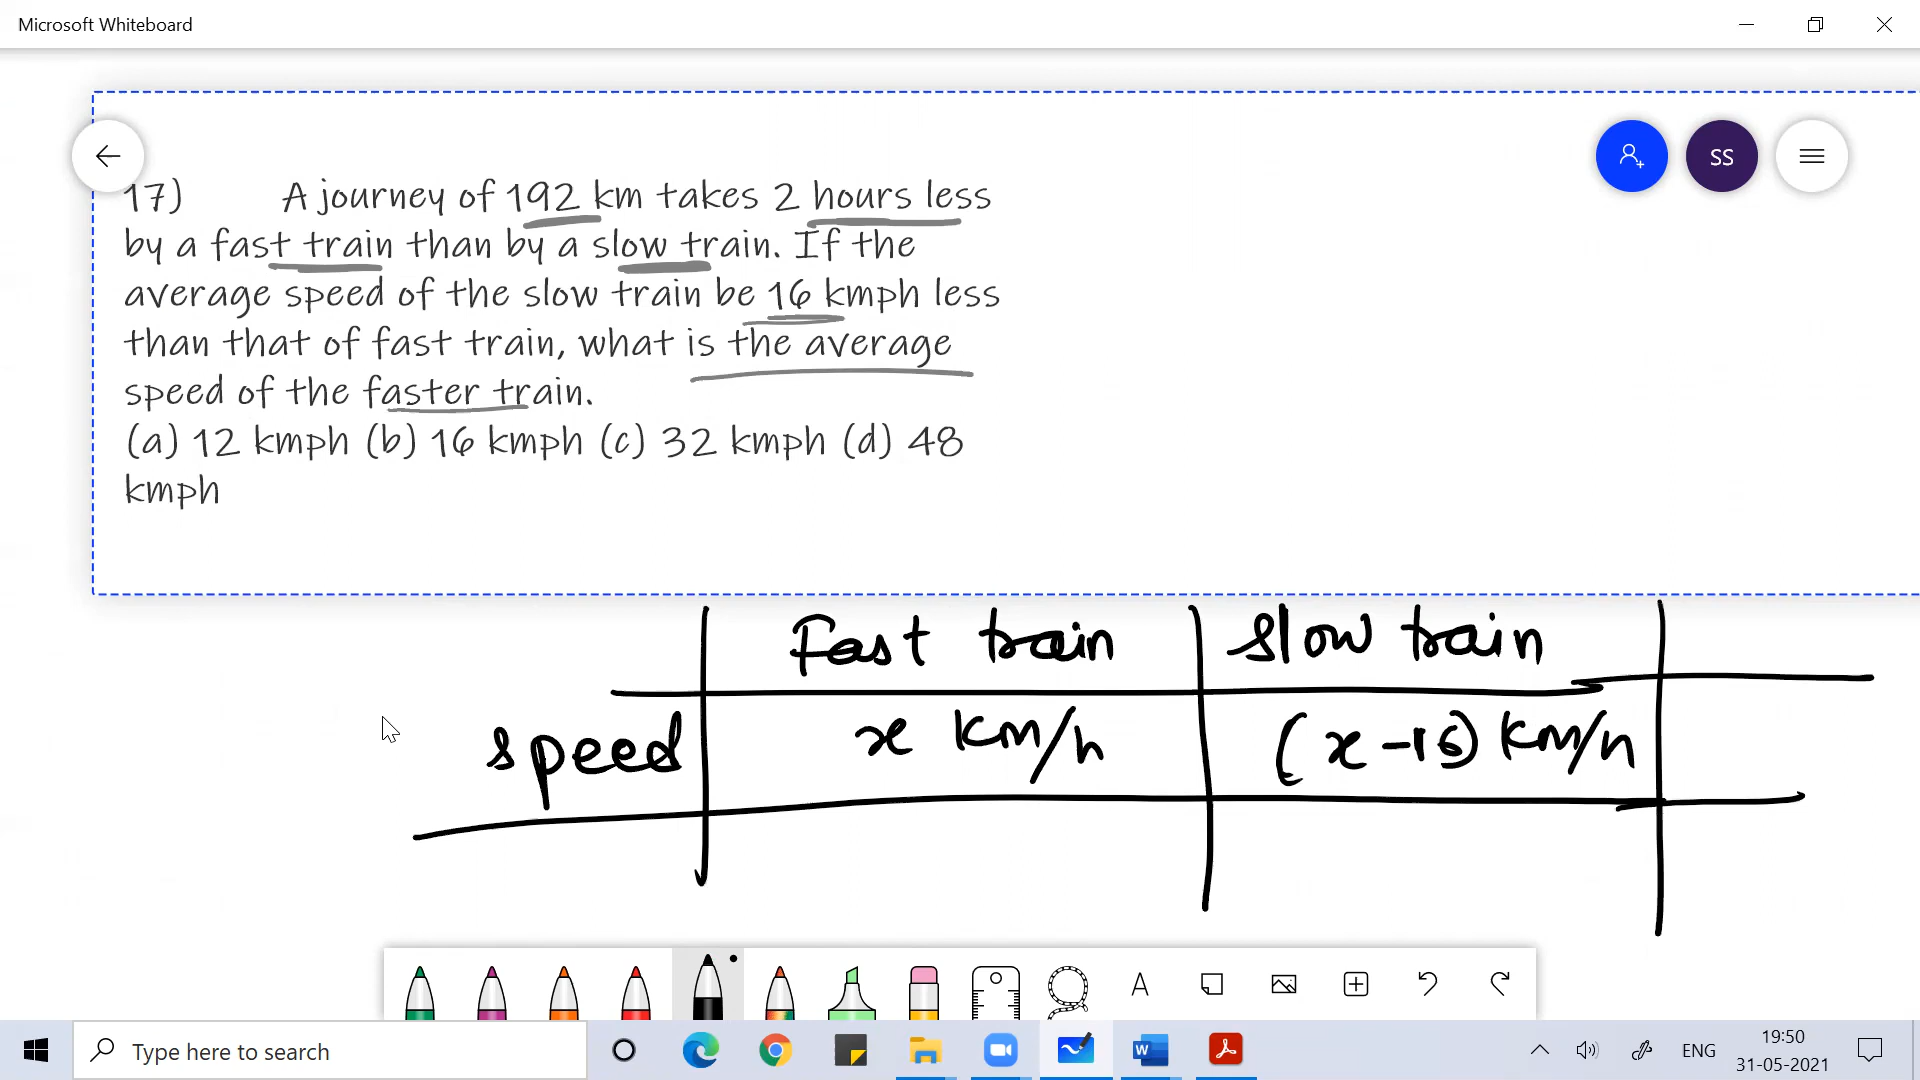 Microsoft Whiteboard
SS
17) A journey of 192 km takes 2 hours less
by a fast train than by a slow train. If the
average speed of the slow train be 16 kmph less
than that of fast train, what is the average
speed of the faster train.
(a) 12 kmph (b) 16 kmph (c) 32 kmph (d) 48
kmph
Fast train Slow train
speed x km/h (x-16) km/h
A
Type here to search
W
ENG
19:50
31-05-2021